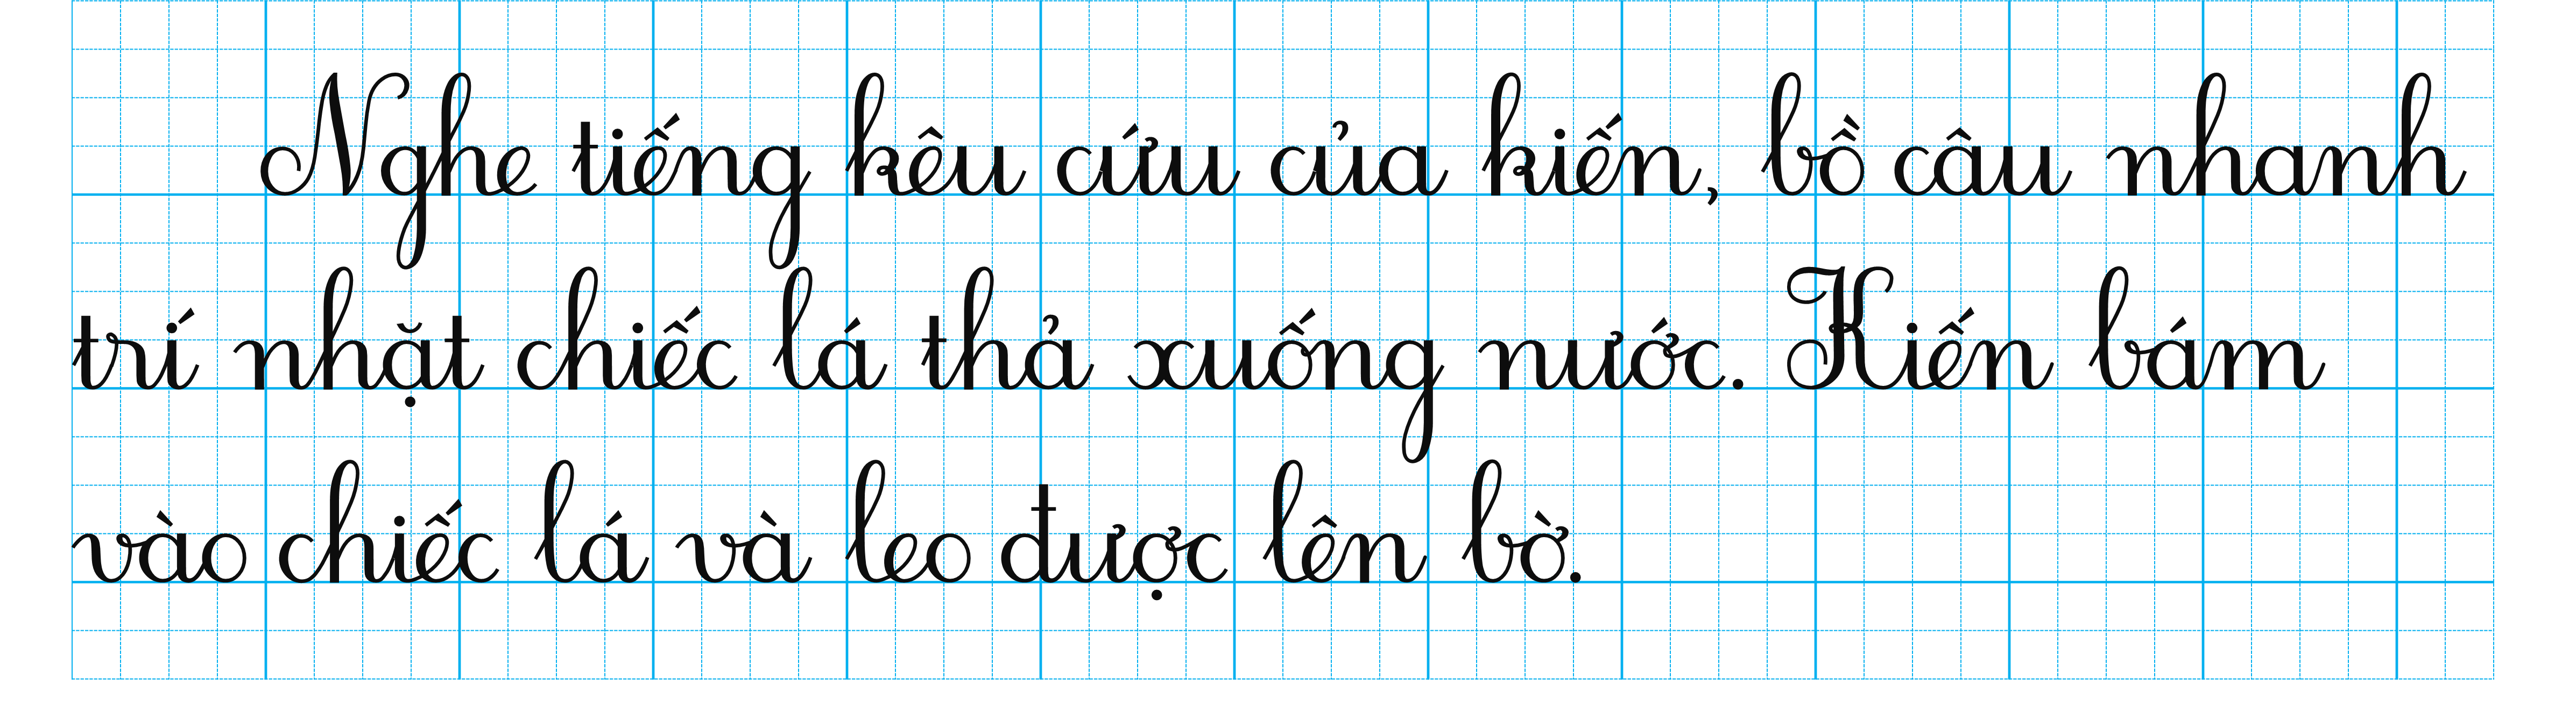 Nghe tiếng kêu cứu của kiến, bồ câu nhanh
trí nhặt chiếc lá thả xuống nước. Kiến bám
vào chiếc lá và leo được lên bờ.